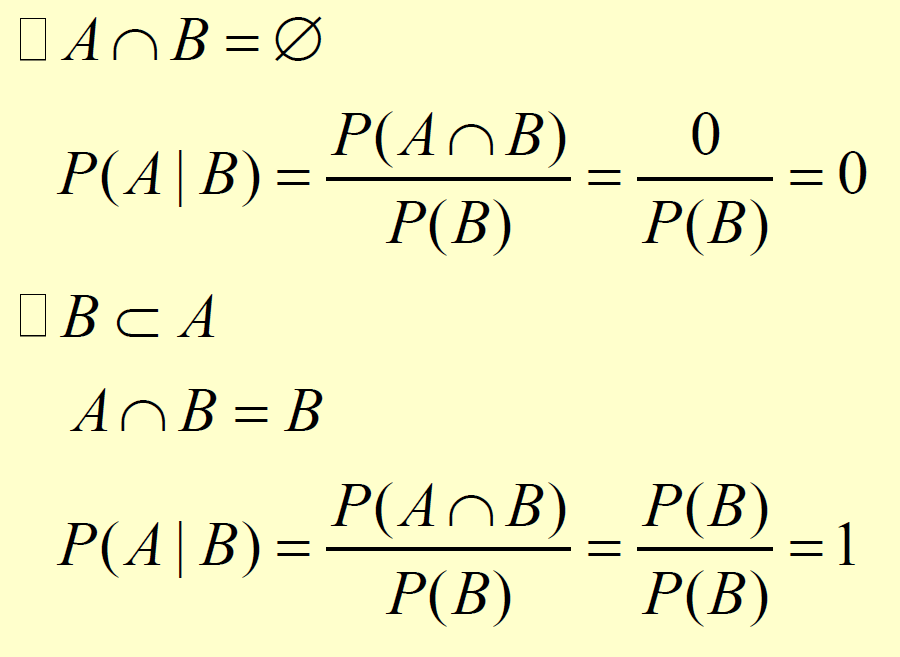 □ A ∩ B = ∅
P(A | B) = P(A ∩ B) / P(B) = 0 / P(B) = 0
□ B ⊂ A
A ∩ B = B
P(A | B) = P(A ∩ B) / P(B) = P(B) / P(B) = 1